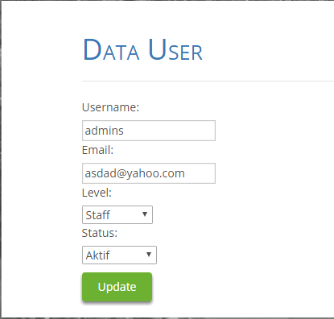 Data User
Username:
admins
Email:
asdad@yahoo.com
Level:
Staff
Status:
Aktif
Update